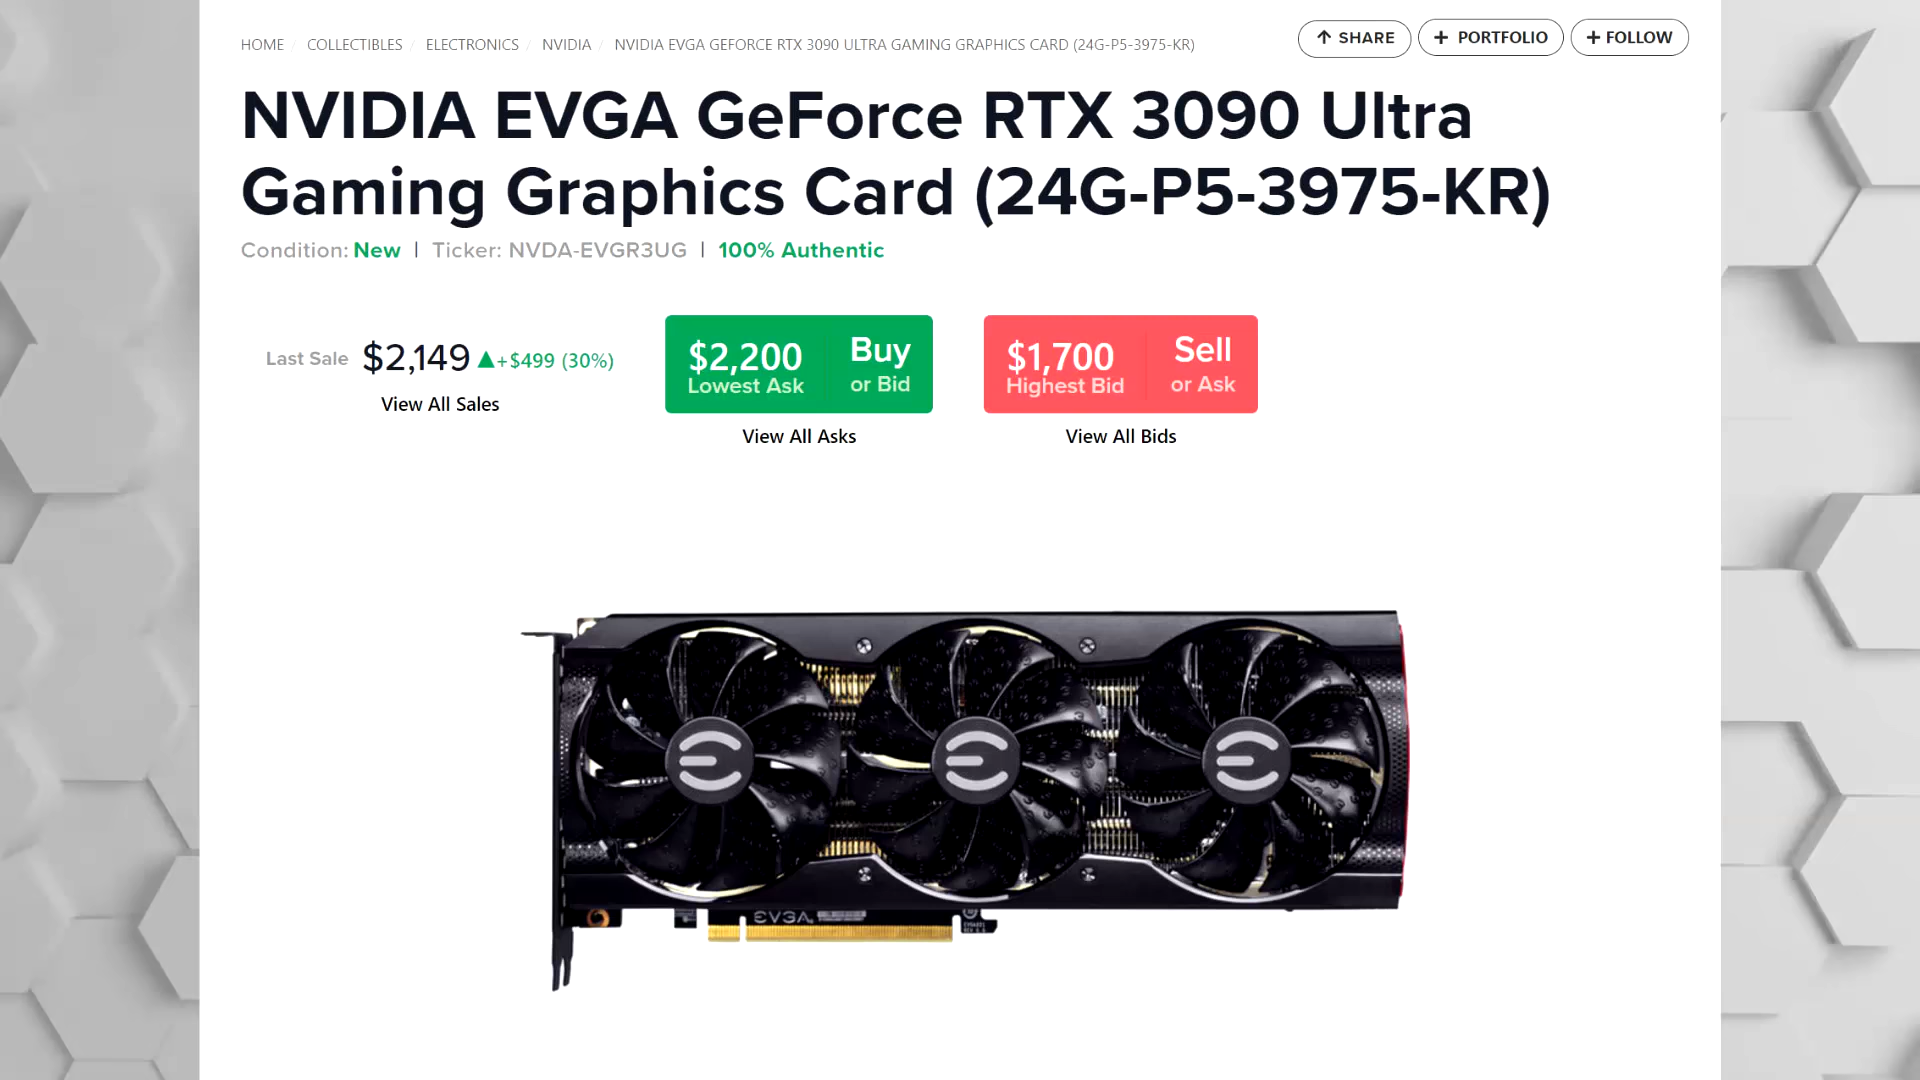 HOME / COLLECTIBLES / ELECTRONICS / NVIDIA / NVIDIA EVGA GEFORCE RTX 3090 ULTRA GAMING GRAPHICS CARD (24G-P5-3975-KR)
SHARE
+ PORTFOLIO
+ FOLLOW
NVIDIA EVGA GeForce RTX 3090 Ultra
Gaming Graphics Card (24G-P5-3975-KR)
Condition: New | Ticker: NVDA-EVGR3UG | 100% Authentic
Last Sale $2,149 ▲+$499 (30%)
View All Sales
$2,200 Buy
Lowest Ask or Bid
View All Asks
$1,700 Sell
Highest Bid or Ask
View All Bids
EVGA